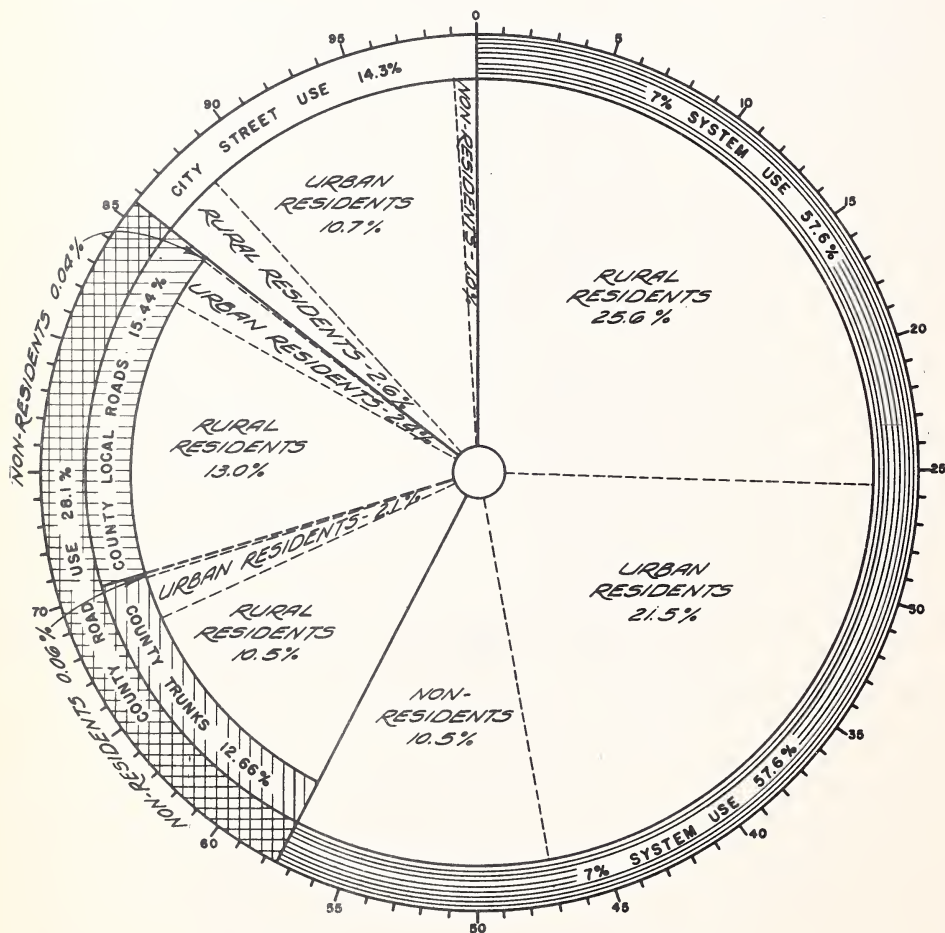 0
5
10
15
20
25
30
35
40
45
50
55
60
70
85
90
95
7% SYSTEM USE 57.6%
7% SYSTEM USE 57.6%
CITY STREET USE 14.3%
COUNTY ROAD USE 28.1%
COUNTY LOCAL ROADS 15.44%
COUNTY TRUNKS 12.66%
RURAL
RESIDENTS
25.6%
URBAN
RESIDENTS
21.5%
NON-
RESIDENTS
10.5%
RURAL
RESIDENTS
10.5%
URBAN RESIDENTS-2.1%
NON-RESIDENTS 0.06%
RURAL
RESIDENTS
13.0%
URBAN RESIDENTS-2.4%
NON-RESIDENTS 0.04%
RURAL RESIDENTS-2.6%
URBAN
RESIDENTS
10.7%
NON-RESIDENTS-1.0%